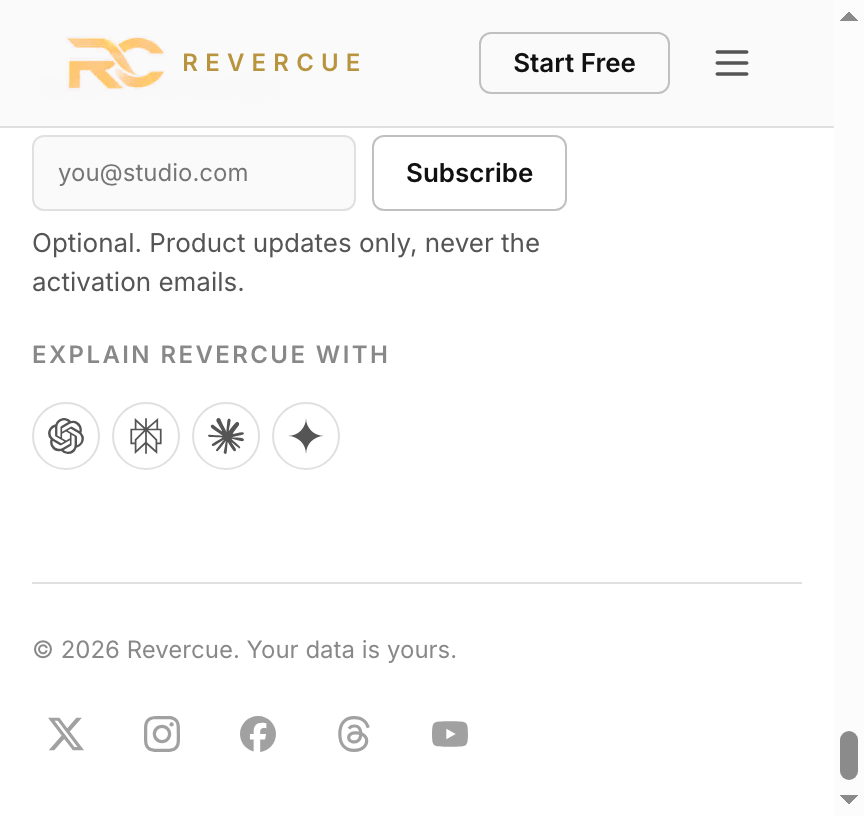 RC REVERCUE
Start Free
you@studio.com
Subscribe
Optional. Product updates only, never the
activation emails.
EXPLAIN REVERCUE WITH
© 2026 Revercue. Your data is yours.